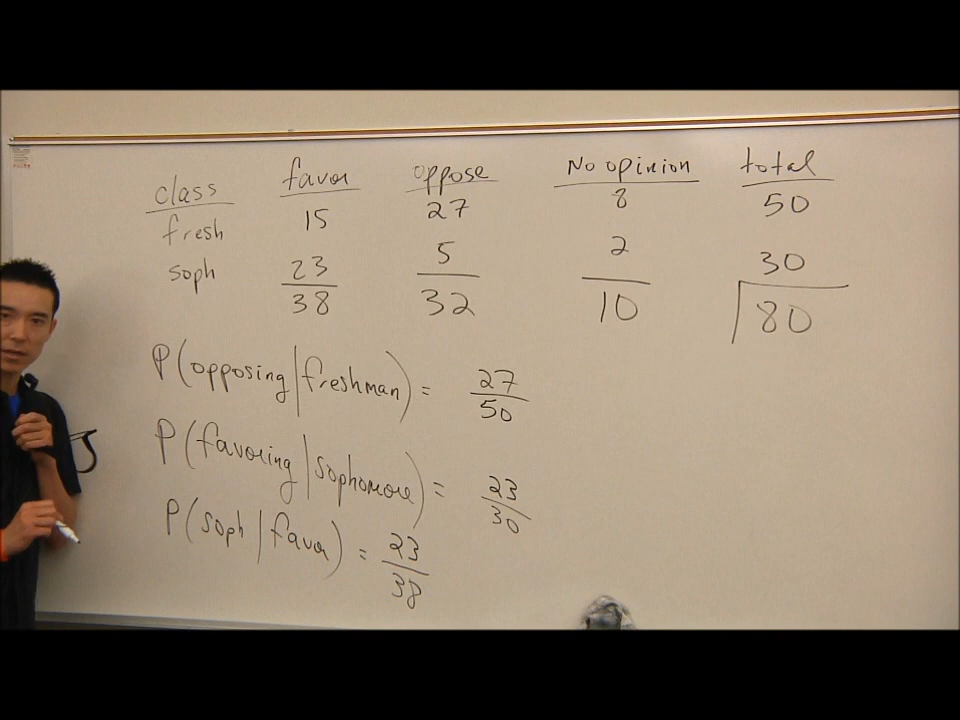 class favor oppose No opinion total
fresh 15 27 8 50
soph 23 5 2 30
38 32 10 80
P(opposing|freshman) = 27/50
P(favoring|sophomore) = 23/30
P(soph|favor) = 23/38